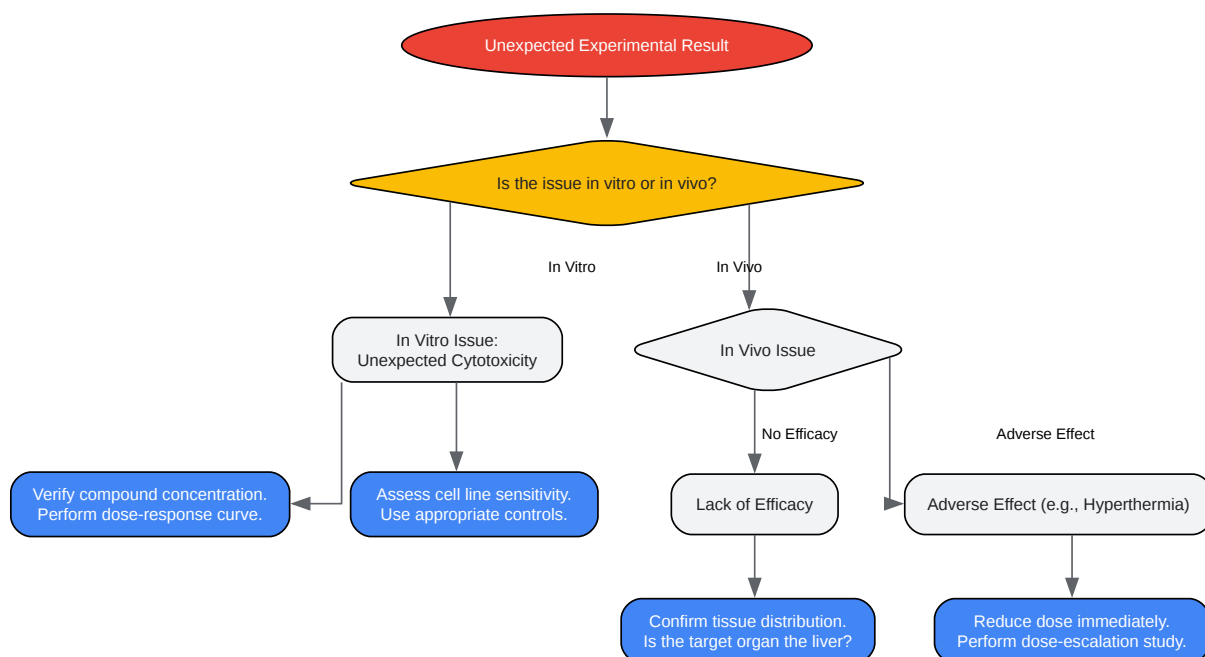 Unexpected Experimental Result
Is the issue in vitro or in vivo?
In Vitro
In Vivo
In Vitro Issue:
Unexpected Cytotoxicity
In Vivo Issue
No Efficacy
Adverse Effect
Verify compound concentration.
Perform dose-response curve.
Assess cell line sensitivity.
Use appropriate controls.
Lack of Efficacy
Adverse Effect (e.g., Hyperthermia)
Confirm tissue distribution.
Is the target organ the liver?
Reduce dose immediately.
Perform dose-escalation study.